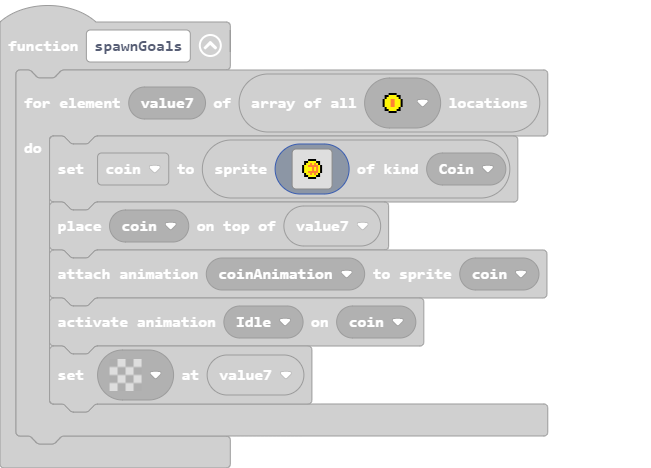 function spawnGoals
for element value7 of array of all locations
do
set coin to sprite of kind Coin
place coin on top of value7
attach animation coinAnimation to sprite coin
activate animation Idle on coin
set at value7